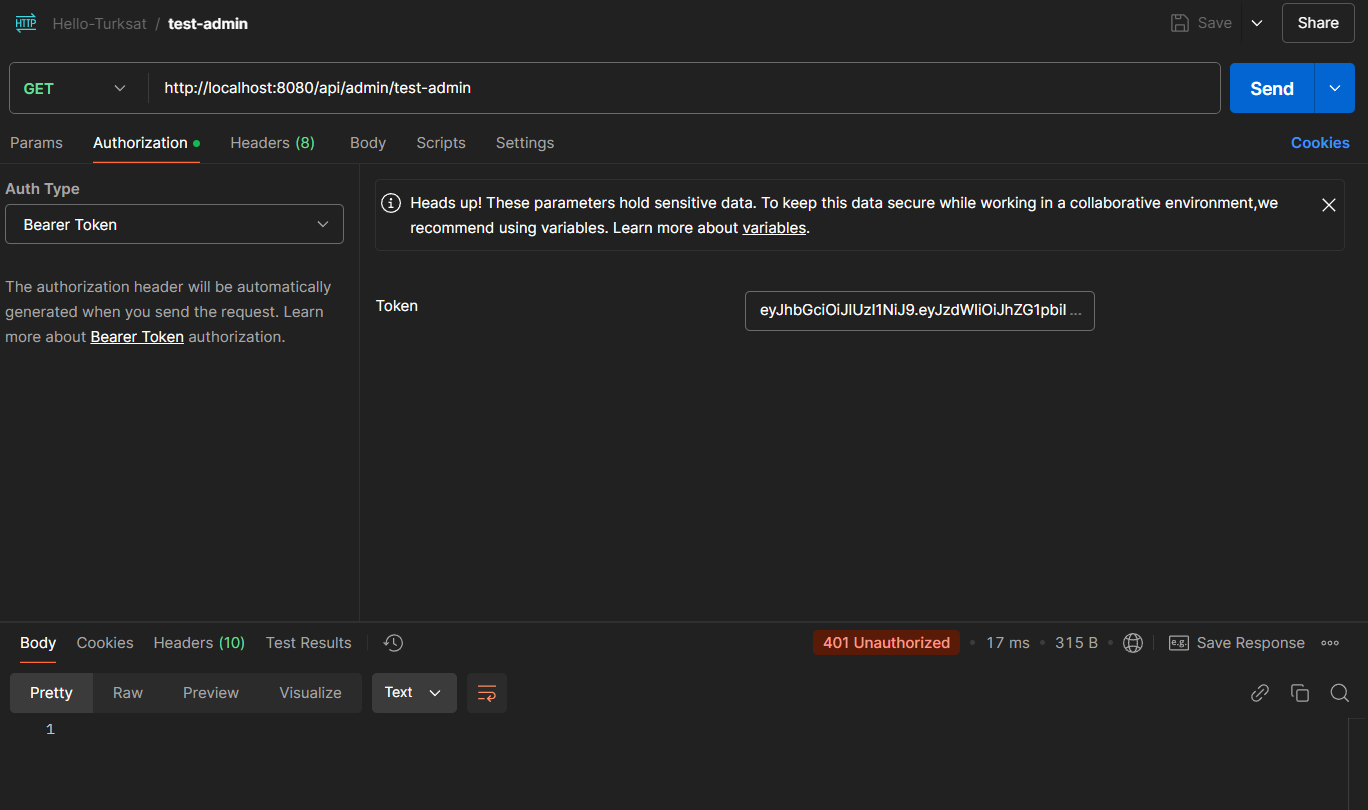 HTTP
Hello-Turksat / test-admin
Save
Share
GET
http://localhost:8080/api/admin/test-admin
Send
Params
Authorization
Headers (8)
Body
Scripts
Settings
Cookies
Auth Type
Bearer Token
The authorization header will be automatically
generated when you send the request. Learn
more about Bearer Token authorization.
Heads up! These parameters hold sensitive data. To keep this data secure while working in a collaborative environment,we
recommend using variables. Learn more about variables.
Token
eyJhbGciOiJIUzI1NiJ9.eyJzdWIiOiJhZG1pbiI ...
Body
Cookies
Headers (10)
Test Results
401 Unauthorized
17 ms
315 B
e.g.
Save Response
Pretty
Raw
Preview
Visualize
Text
1